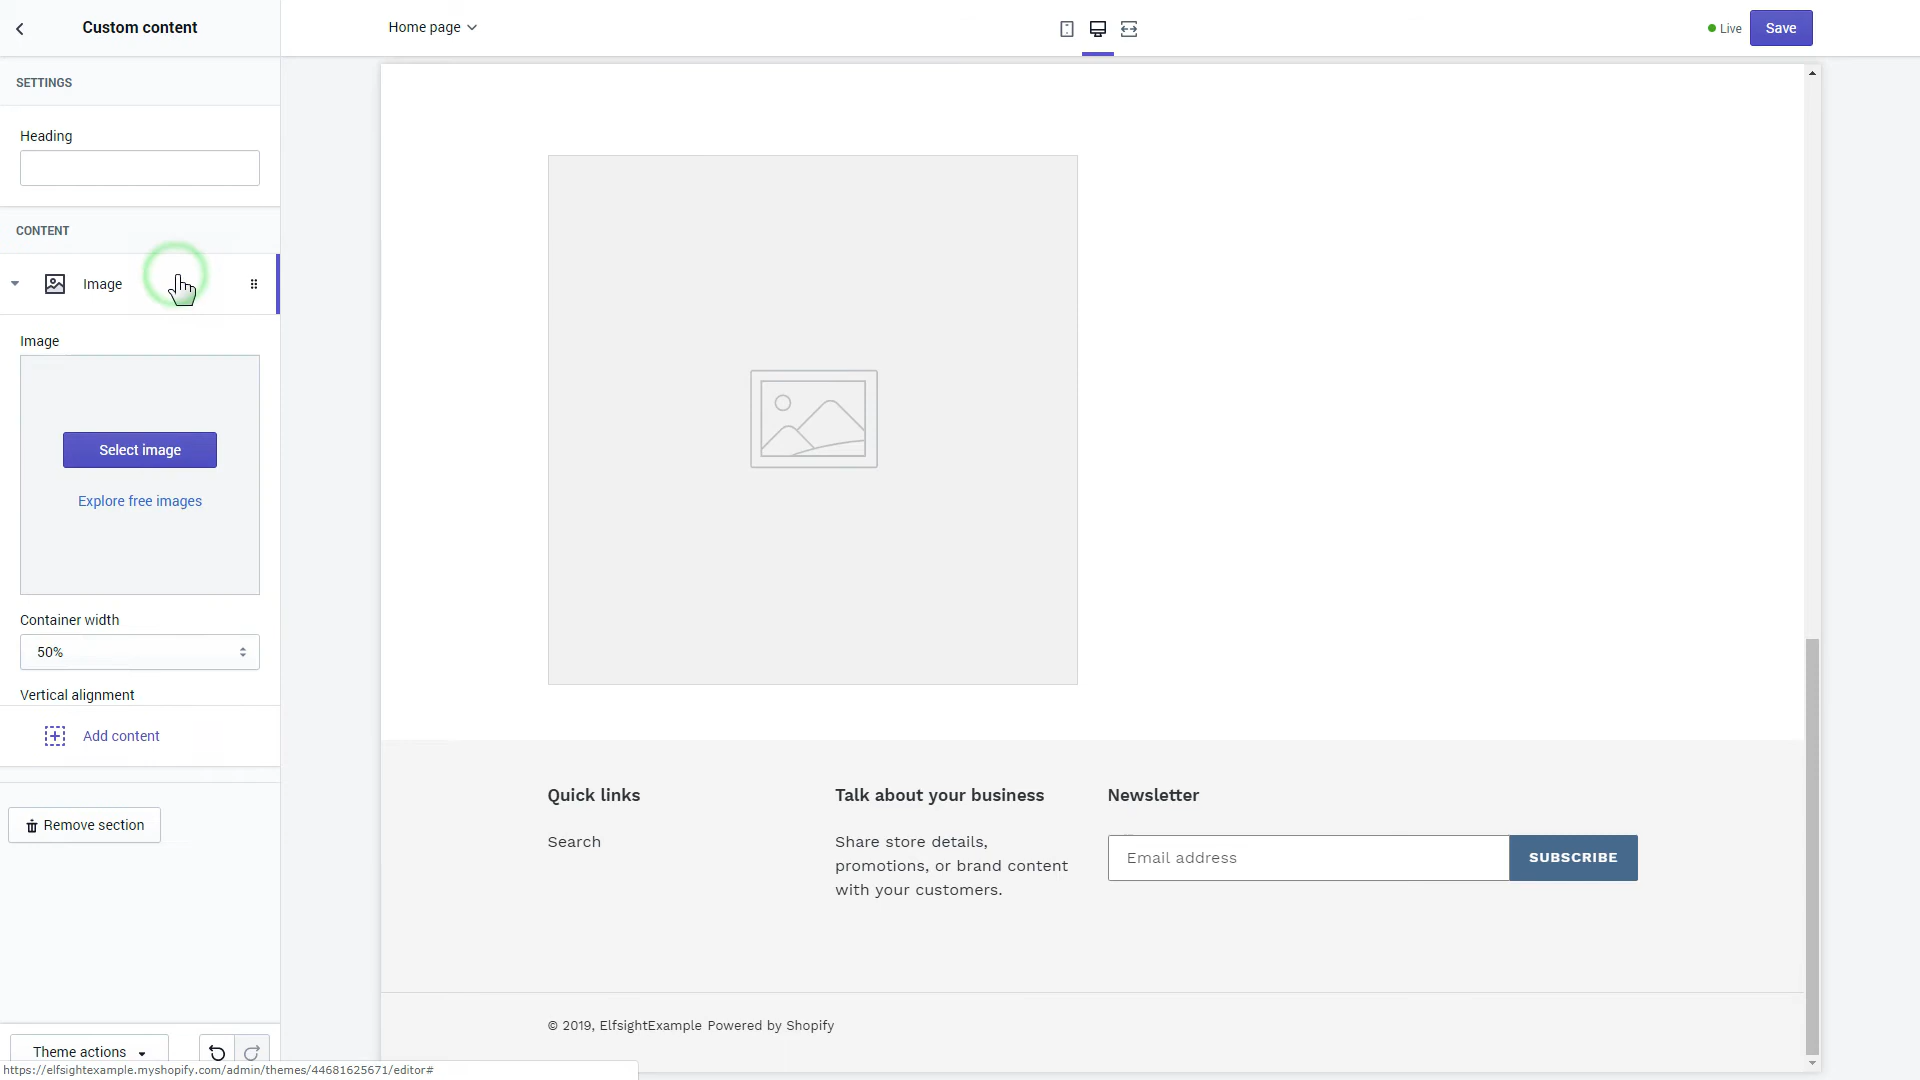 Custom content
Home page
Live
Save
SETTINGS
Heading
CONTENT
Image
Image
Select image
Explore free images
Container width
50%
Vertical alignment
Add content
Remove section
Quick links
Search
Talk about your business
Share store details,
promotions, or brand content
with your customers.
Newsletter
Email address
SUBSCRIBE
© 2019, ElfsightExample Powered by Shopify
Theme actions
https://elfsightexample.myshopify.com/admin/themes/44681625671/editor#